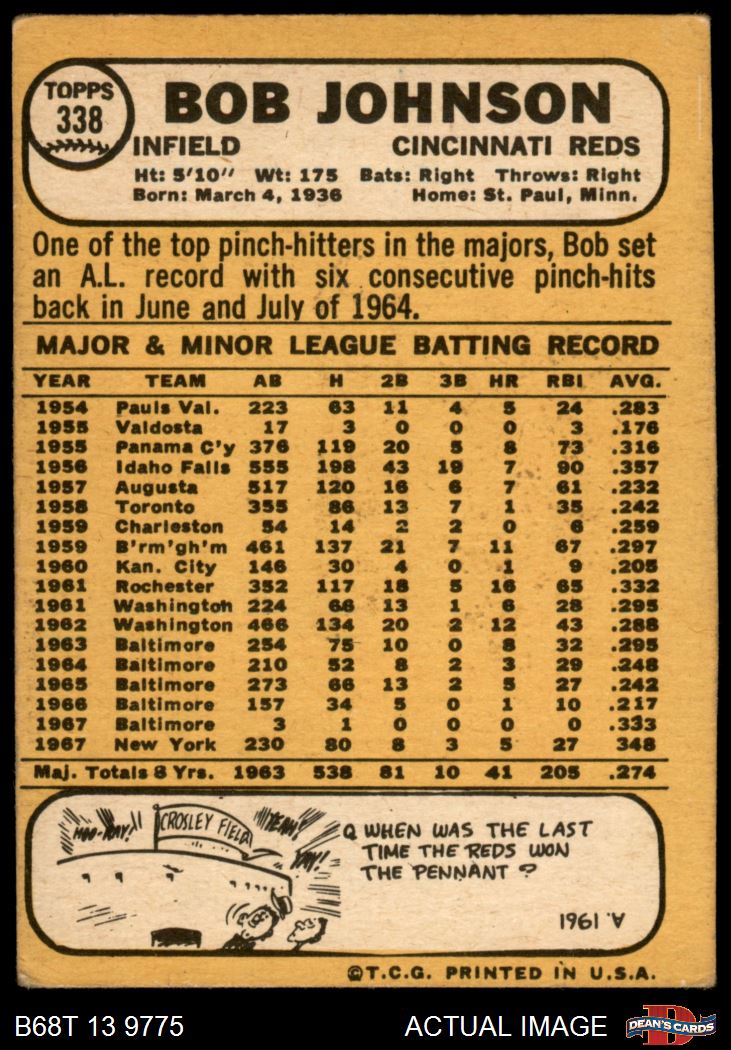 TOPPS
338
BOB JOHNSON
INFIELD CINCINNATI REDS
Ht: 5'10" Wt: 175 Bats: Right Throws: Right
Born: March 4, 1936 Home: St. Paul, Minn.
One of the top pinch-hitters in the majors, Bob set
an A.L. record with six consecutive pinch-hits
back in June and July of 1964.
MAJOR & MINOR LEAGUE BATTING RECORD
YEAR TEAM AB H 2B 3B HR RBI AVG.
1954 Pauls Val. 223 63 11 4 5 24 .283
1955 Valdosta 17 3 0 0 0 3 .176
1955 Panama C'y 376 119 20 5 8 73 .316
1956 Idaho Falls 555 198 43 19 7 90 .357
1957 Augusta 517 120 16 6 7 61 .232
1958 Toronto 355 86 13 7 1 35 .242
1959 Charleston 54 14 2 2 0 6 .259
1959 B'rm'gh'm 461 137 21 7 11 67 .297
1960 Kan. City 146 30 4 0 1 9 .205
1961 Rochester 352 117 18 5 16 65 .332
1961 Washington 224 66 13 1 6 28 .295
1962 Washington 466 134 20 2 12 43 .288
1963 Baltimore 254 75 10 0 8 32 .295
1964 Baltimore 210 52 8 2 3 29 .248
1965 Baltimore 273 66 13 2 5 27 .242
1966 Baltimore 157 34 5 0 1 10 .217
1967 Baltimore 3 1 0 0 0 0 .333
1967 New York 230 80 8 3 5 27 348
Maj. Totals 8 Yrs. 1963 538 81 10 41 205 .274
HOO-RAY! CROSLEY FIELD YEAH!
YAY!
Q WHEN WAS THE LAST
TIME THE REDS WON
THE PENNANT ?
A. 1961
©T.C.G. PRINTED IN U.S.A.
B68T 13 9775 ACTUAL IMAGE DEAN'S CARDS